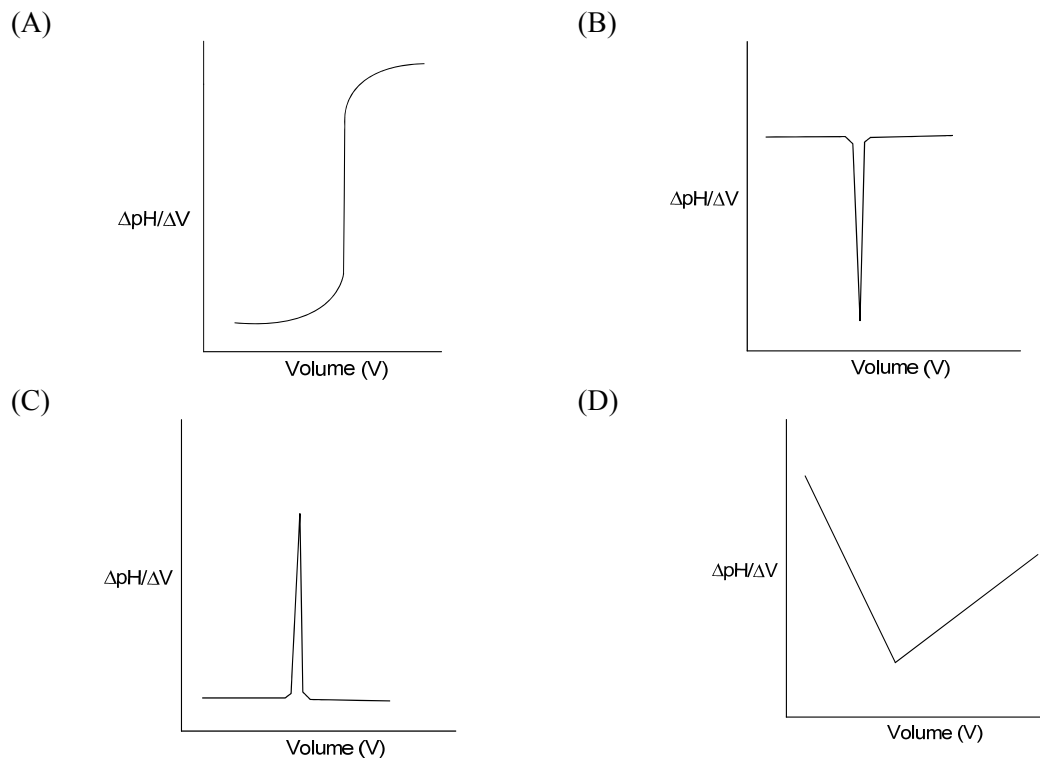 (A)
(B)
ΔpH/ΔV
ΔpH/ΔV
Volume (V)
Volume (V)
(C)
(D)
ΔpH/ΔV
ΔpH/ΔV
Volume (V)
Volume (V)